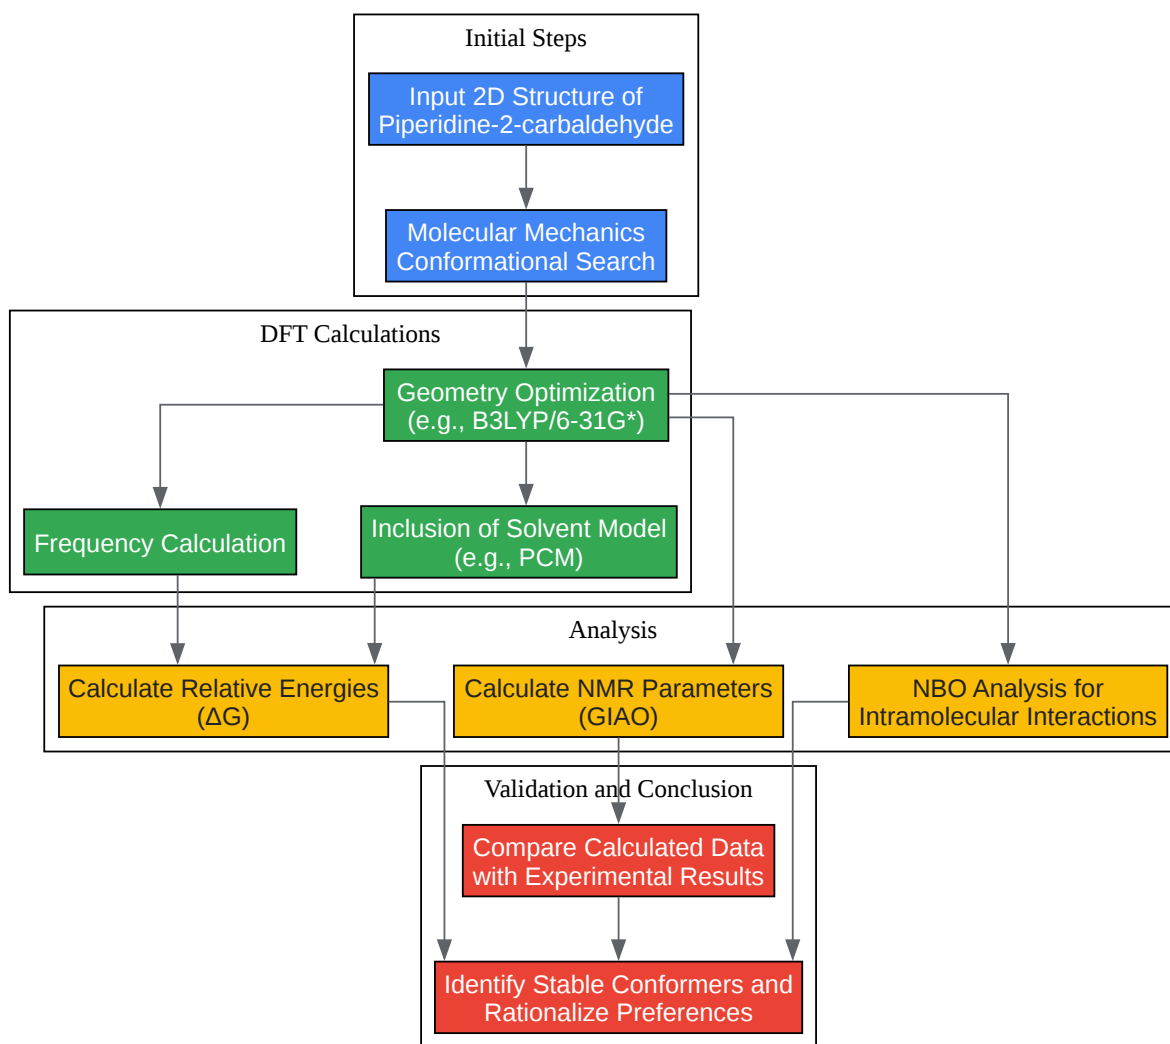 Initial Steps
Input 2D Structure of
Piperidine-2-carbaldehyde
Molecular Mechanics
Conformational Search
DFT Calculations
Geometry Optimization
(e.g., B3LYP/6-31G*)
Frequency Calculation
Inclusion of Solvent Model
(e.g., PCM)
Analysis
Calculate Relative Energies
(ΔG)
Calculate NMR Parameters
(GIAO)
NBO Analysis for
Intramolecular Interactions
Validation and Conclusion
Compare Calculated Data
with Experimental Results
Identify Stable Conformers and
Rationalize Preferences